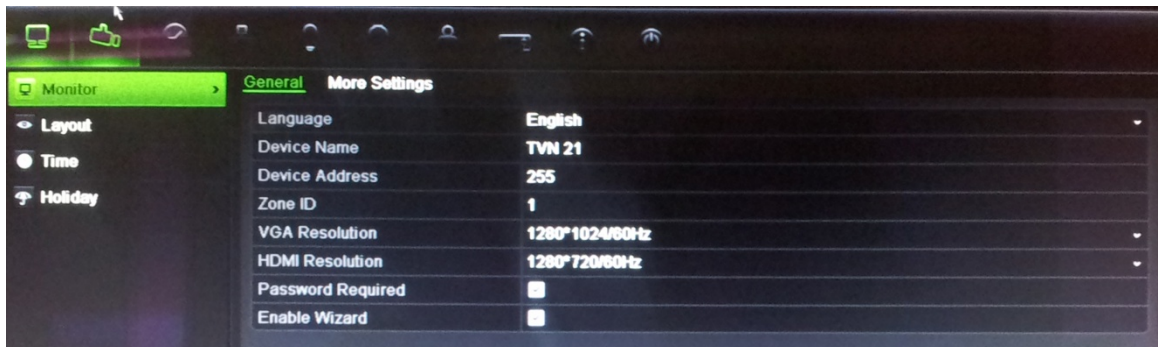 General More Settings
Monitor
Layout
Time
Holiday
Language English
Device Name TVN 21
Device Address 255
Zone ID 1
VGA Resolution 1280*1024/60Hz
HDMI Resolution 1280*720/60Hz
Password Required
Enable Wizard